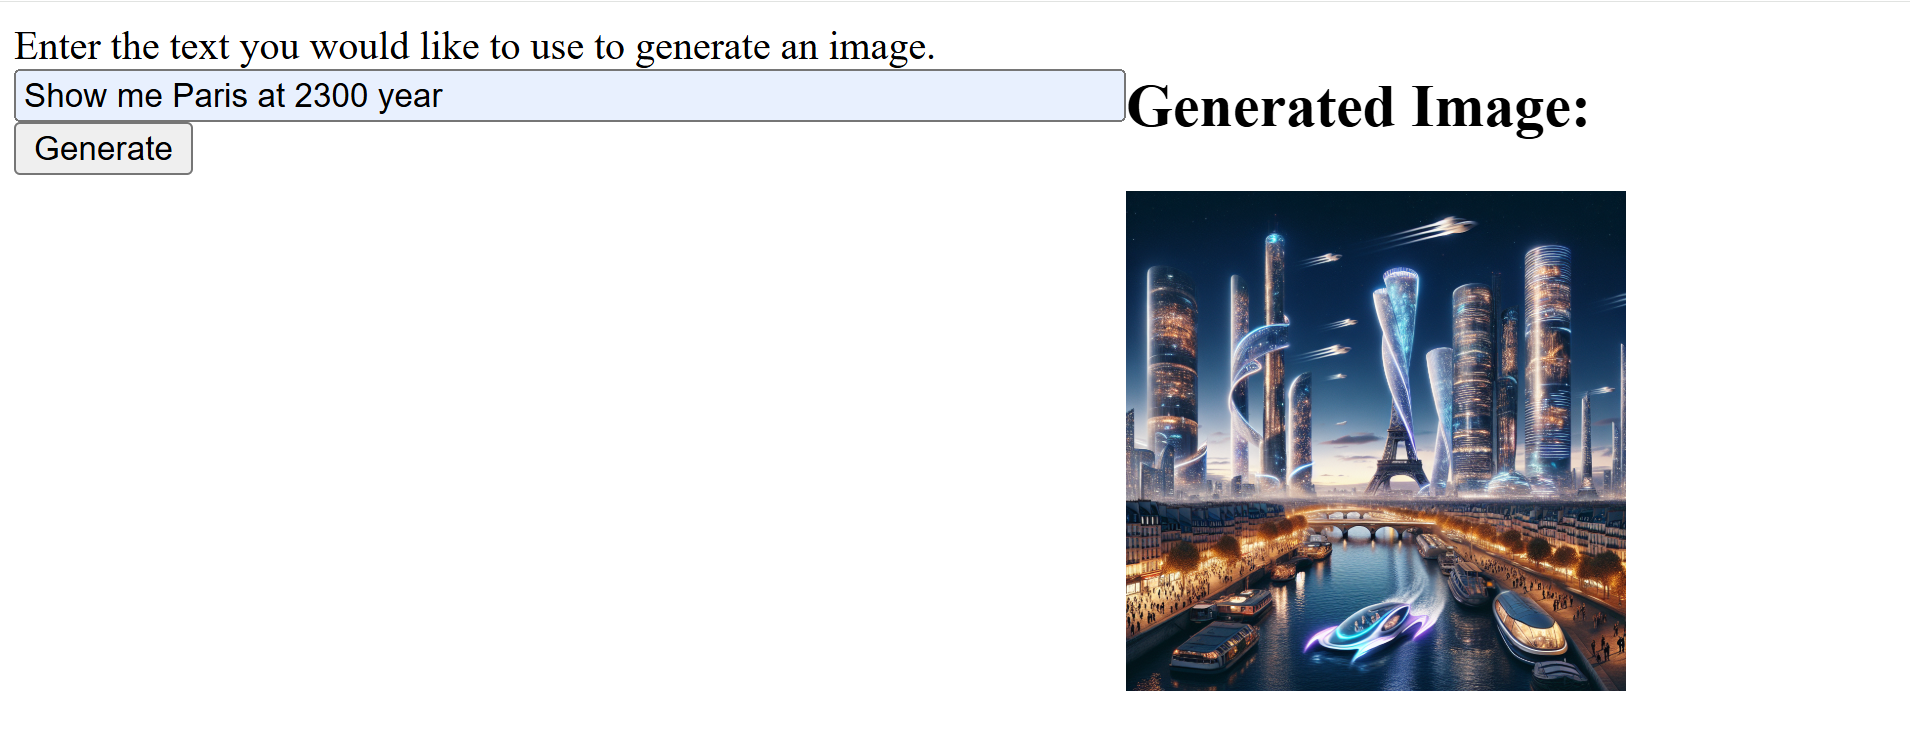 Enter the text you would like to use to generate an image.
Show me Paris at 2300 year
Generate
Generated Image: